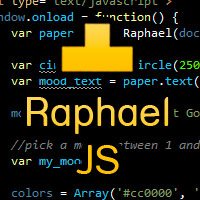 type= text/javascript >
ndow.onload = function() {
var paper Raphael(doc
var ci ircle(250
var mood_text = paper.text(
Raphael
mo t Go
//pick a m etween 1 and
var my_moo
JS
colors = Array('#cc0000', '